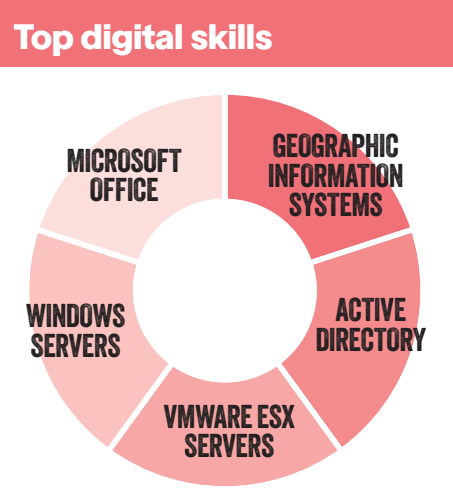 Top digital skills
GEOGRAPHIC
INFORMATION
SYSTEMS
ACTIVE
DIRECTORY
VMWARE ESX
SERVERS
WINDOWS
SERVERS
MICROSOFT
OFFICE